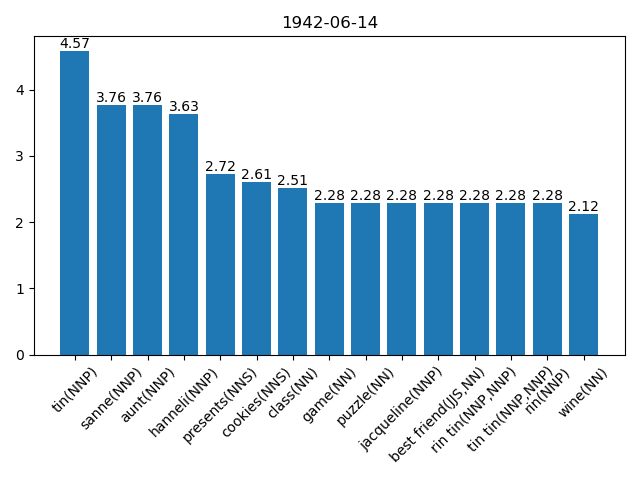 1942-06-14
4.57
3.76
3.76
3.63
2.72
2.61
2.51
2.28
2.28
2.28
2.28
2.28
2.28
2.28
2.12
4
3
2
1
0
tin(NNP)
sanne(NNP)
aunt(NNP)
hanneli(NNP)
presents(NNS)
cookies(NNS)
class(NN)
game(NN)
puzzle(NN)
jacqueline(NNP)
best friend(JJS,NN)
rin tin(NNP,NNP)
tin tin(NNP,NNP)
rin(NNP)
wine(NN)